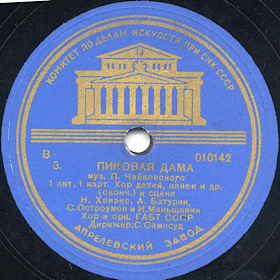 КОМИТЕТ ПО ДЕЛАМ ИСКУССТВ ПРИ СНК СССР
В 010142
3. ПИКОВАЯ ДАМА
муз. П. Чайковского
1 акт, 1 карт. Хор детей, нянек и др.
(оконч.) и сцена
Н. Ханаев, А. Батурин,
С. Остроумов и И. Маньшавин
Хор и орк. ГАБТ СССР
Дирижер: С. Самосуд
АПРЕЛЕВСКИЙ ЗАВОД